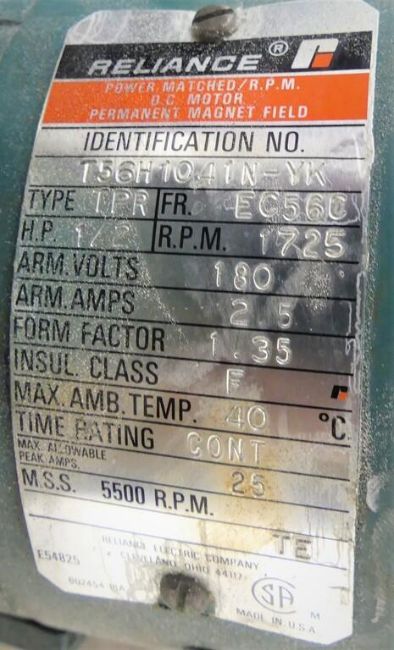 RELIANCE ®
POWER MATCHED/R.P.M.
D.C. MOTOR
PERMANENT MAGNET FIELD
IDENTIFICATION NO.
T56H1041N-YK
TYPE TPR FR. EC56C
H.P. 1/2 R.P.M. 1725
ARM. VOLTS 180
ARM. AMPS 2.5
FORM FACTOR 1.35
INSUL. CLASS F
MAX. AMB. TEMP. 40 °C.
TIME RATING CONT
MAX. ALLOWABLE
PEAK AMPS. 25
M.S.S. 5500 R.P.M.
TE
RELIANCE ELECTRIC COMPANY
E54825 CLEVELAND, OHIO 44117
SA M
MADE IN U.S.A